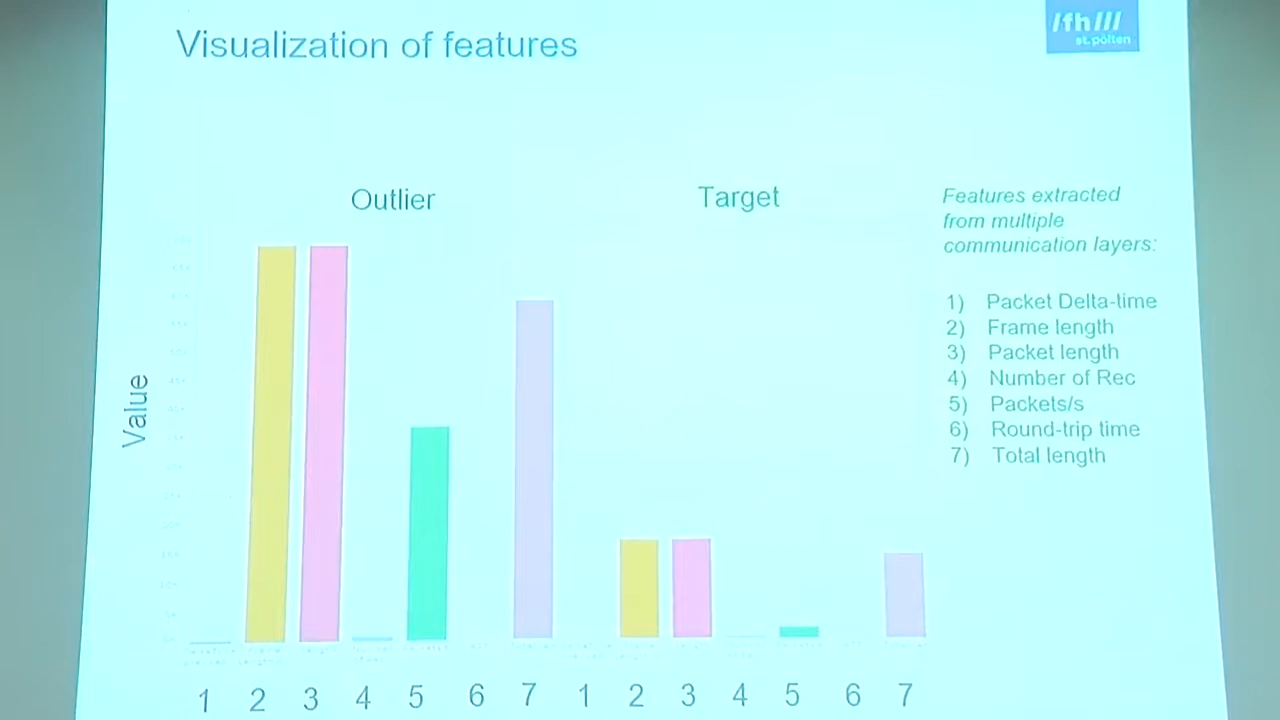 Visualization of features
/fh///
st.pölten
Outlier
Target
Features extracted
from multiple
communication layers:
1) Packet Delta-time
2) Frame length
3) Packet length
4) Number of Rec
5) Packets/s
6) Round-trip time
7) Total length
Value
1 2 3 4 5 6 7 1 2 3 4 5 6 7